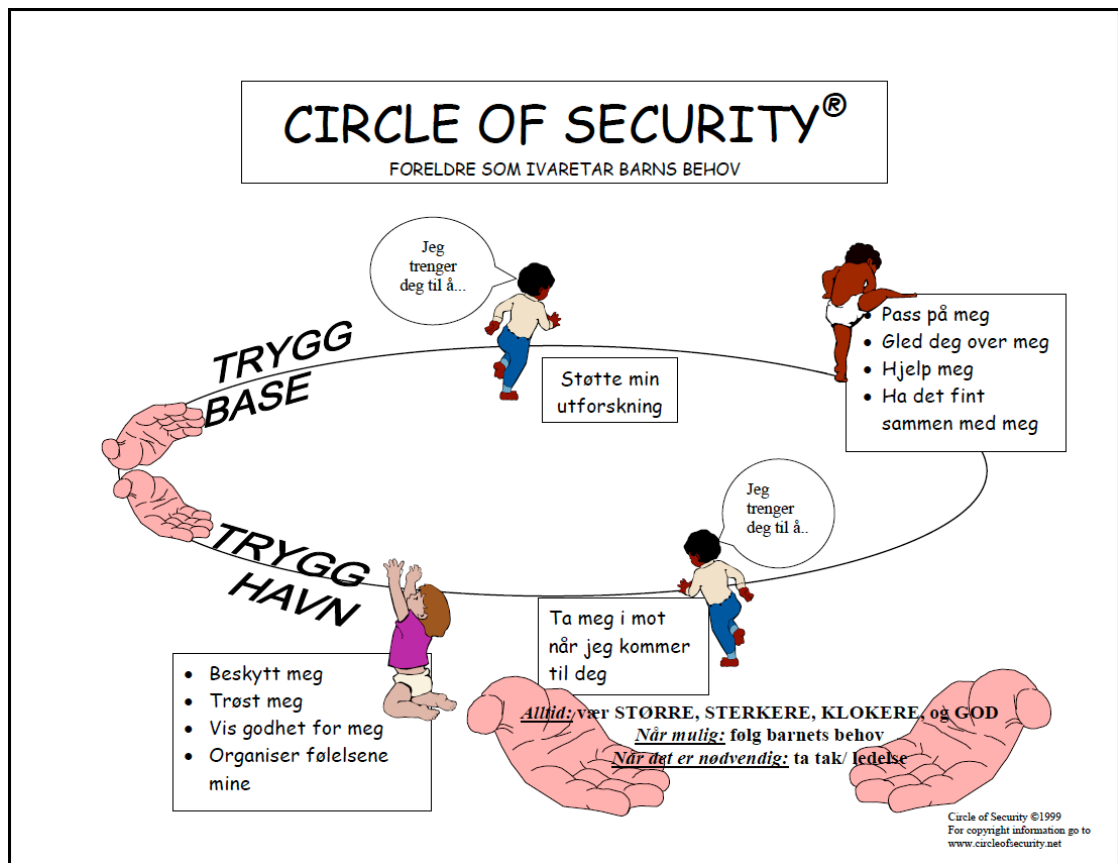 CIRCLE OF SECURITY®
FORELDRE SOM IVARETAR BARNS BEHOV
Jeg
trenger
deg til å...
TRYGG
BASE
Støtte min
utforskning
• Pass på meg
• Gled deg over meg
• Hjelp meg
• Ha det fint
sammen med meg
Jeg
trenger
deg til å..
TRYGG
HAVN
Ta meg i mot
når jeg kommer
til deg
• Beskytt meg
• Trøst meg
• Vis godhet for meg
• Organiser følelsene
mine
Alltid: vær STØRRE, STERKERE, KLOKERE, og GOD
Når mulig: følg barnets behov
Når det er nødvendig: ta tak/ ledelse
Circle of Security ©1999
For copyright information go to
www.circleofsecurity.net